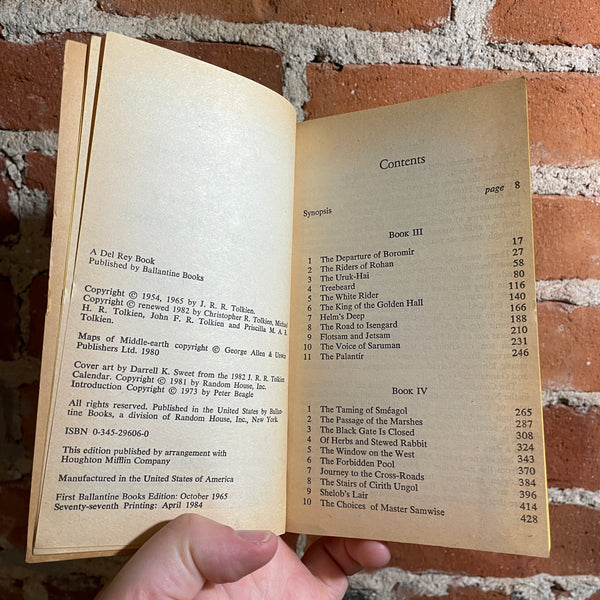 A Del Rey Book
Published by Ballantine Books
Copyright © 1954, 1965 by J. R. R. Tolkien.
Copyright © renewed 1982 by Christopher R. Tolkien, Michael
H. R. Tolkien, John F. R. Tolkien and Priscilla M. A. R.
Tolkien.
Maps of Middle-earth copyright © George Allen & Unwin
Publishers Ltd. 1980
Cover art by Darrell K. Sweet from the 1982 J. R. R. Tolkien
Calendar. Copyright © 1981 by Random House, Inc.
Introduction Copyright © 1973 by Peter Beagle
All rights reserved. Published in the United States by Ballan-
tine Books, a division of Random House, Inc., New York.
ISBN 0-345-29606-0
This edition published by arrangement with
Houghton Mifflin Company
Manufactured in the United States of America
First Ballantine Books Edition: October 1965
Seventy-seventh Printing: April 1984
Contents
page 8
Synopsis
BOOK III
1 The Departure of Boromir 17
2 The Riders of Rohan 27
3 The Uruk-Hai 58
4 Treebeard 80
5 The White Rider 116
6 The King of the Golden Hall 140
7 Helm's Deep 166
8 The Road to Isengard 188
9 Flotsam and Jetsam 210
10 The Voice of Saruman 231
11 The Palantír 246
BOOK IV
1 The Taming of Sméagol 265
2 The Passage of the Marshes 287
3 The Black Gate is Closed 308
4 Of Herbs and Stewed Rabbit 324
5 The Window on the West 343
6 The Forbidden Pool 370
7 Journey to the Cross-Roads 384
8 The Stairs of Cirith Ungol 396
9 Shelob's Lair 414
10 The Choices of Master Samwise 428